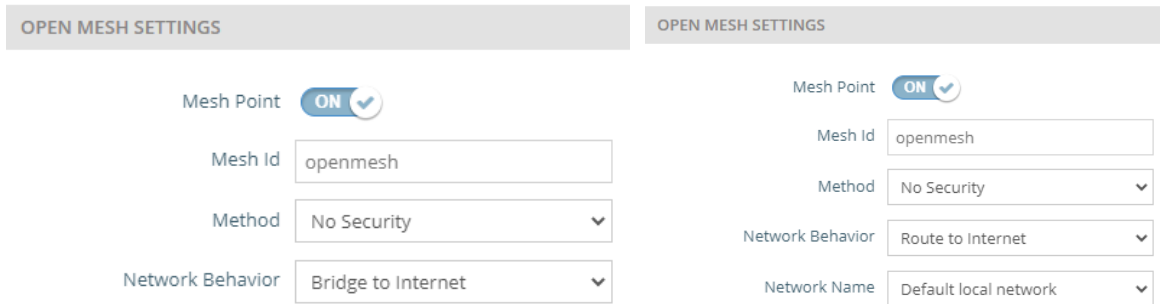 OPEN MESH SETTINGS
Mesh Point ON
Mesh Id openmesh
Method No Security
Network Behavior Bridge to Internet
OPEN MESH SETTINGS
Mesh Point ON
Mesh Id openmesh
Method No Security
Network Behavior Route to Internet
Network Name Default local network